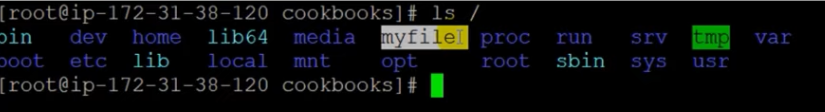 [root@ip-172-31-38-120 cookbooks]# ls /
bin dev home lib64 media myfile proc run srv tmp var
boot etc lib local mnt opt root sbin sys usr
[root@ip-172-31-38-120 cookbooks]#